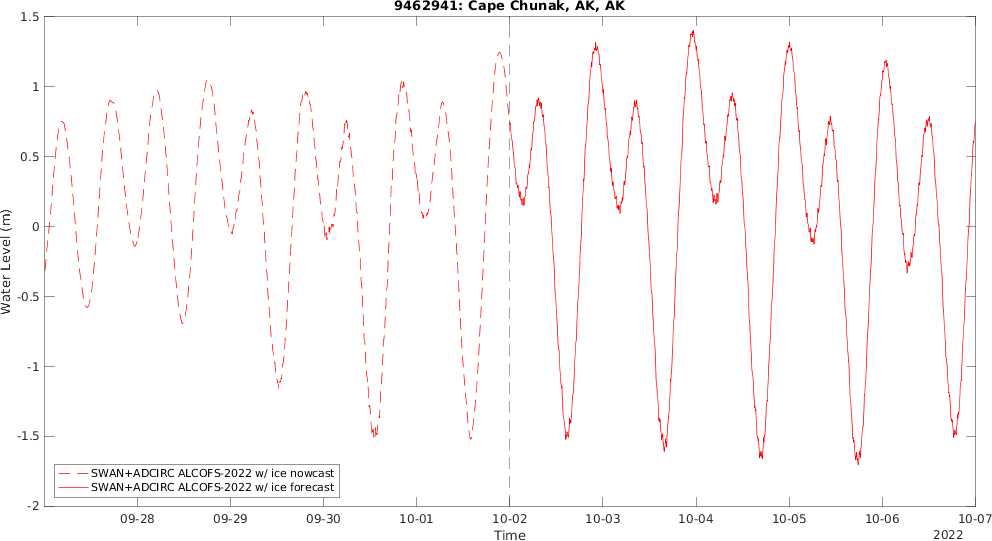 9462941: Cape Chunak, AK, AK
1.5
1
0.5
0
-0.5
-1
-1.5
-2
Water Level (m)
SWAN+ADCIRC ALCOFS-2022 w/ ice nowcast
SWAN+ADCIRC ALCOFS-2022 w/ ice forecast
09-28 09-29 09-30 10-01 10-02 10-03 10-04 10-05 10-06 10-07
Time
2022